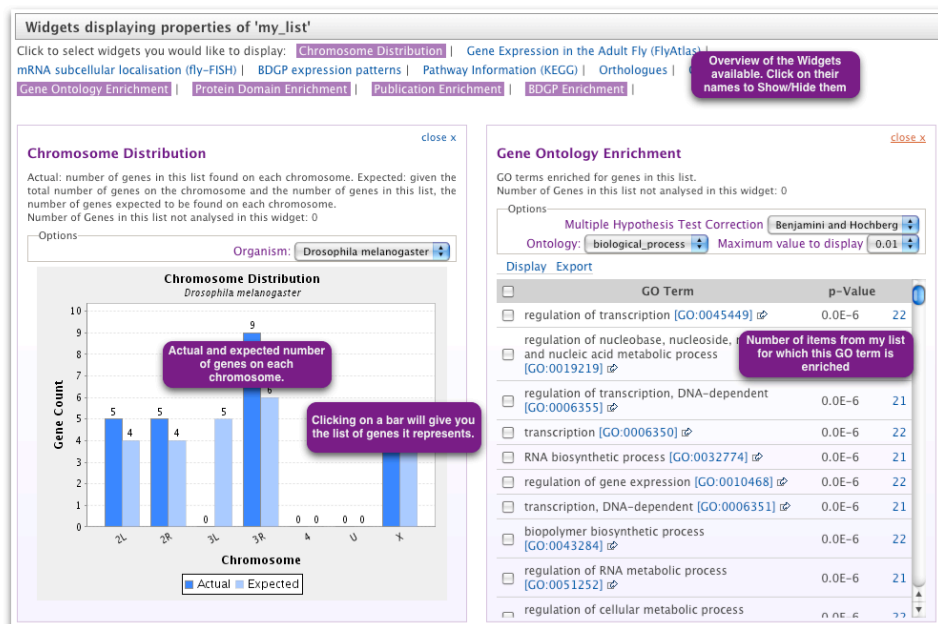 Widgets displaying properties of 'my_list'
Click to select widgets you would like to display: Chromosome Distribution | Gene Expression in the Adult Fly (FlyAtlas) |
mRNA subcellular localisation (fly-FISH) | BDGP expression patterns | Pathway Information (KEGG) | Orthologues |
Gene Ontology Enrichment | Protein Domain Enrichment | Publication Enrichment | BDGP Enrichment |
Overview of the Widgets
available. Click on their
names to Show/Hide them
close x
Chromosome Distribution
Actual: number of genes in this list found on each chromosome. Expected: given the
total number of genes on the chromosome and the number of genes in this list, the
number of genes expected to be found on each chromosome.
Number of Genes in this list not analysed in this widget: 0
Options
Organism: Drosophila melanogaster
Chromosome Distribution
Drosophila melanogaster
Gene Count
10
9
8
7
6
5
4
3
2
1
0
5 4
5 4
0 5
9 6
0 0
0 0
2L 2R 3L 3R 4 U X
Chromosome
Actual Expected
Actual and expected number
of genes on each
chromosome.
Clicking on a bar will give you
the list of genes it represents.
close x
Gene Ontology Enrichment
GO terms enriched for genes in this list.
Number of Genes in this list not analysed in this widget: 0
Options
Multiple Hypothesis Test Correction Benjamini and Hochberg
Ontology: biological_process Maximum value to display 0.01
Display Export
GO Term p-Value
regulation of transcription [GO:0045449] 0.0E-6 22
regulation of nucleobase, nucleoside,
and nucleic acid metabolic process
[GO:0019219]
Number of items from my list
for which this GO term is
enriched
regulation of transcription, DNA-dependent
[GO:0006355] 0.0E-6 21
transcription [GO:0006350] 0.0E-6 22
RNA biosynthetic process [GO:0032774] 0.0E-6 21
regulation of gene expression [GO:0010468] 0.0E-6 22
transcription, DNA-dependent [GO:0006351] 0.0E-6 21
biopolymer biosynthetic process
[GO:0043284] 0.0E-6 22
regulation of RNA metabolic process
[GO:0051252] 0.0E-6 21
regulation of cellular metabolic process 0.0E-6 22